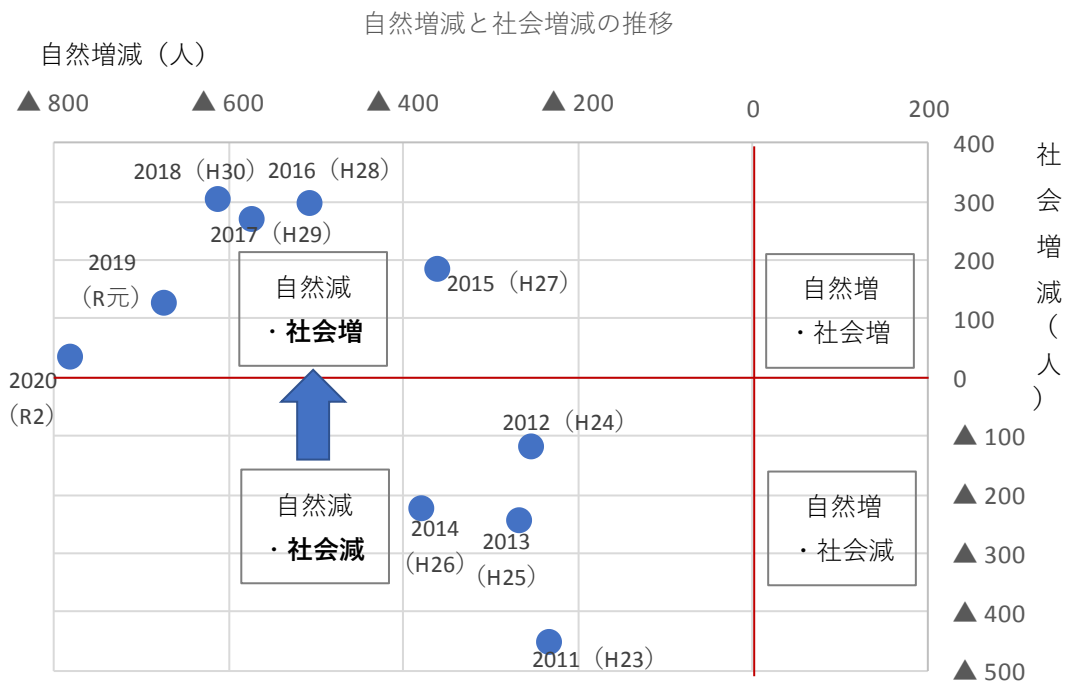 自然増減と社会増減の推移
自然増減（人）
▲ 800
▲ 600
▲ 400
▲ 200
0
200
400
300
200
100
0
▲ 100
▲ 200
▲ 300
▲ 400
▲ 500
社会増減（人）
2018（H30）
2016（H28）
2017（H29）
2019
（R元）
2015（H27）
2020
（R2）
自然減
・社会増
自然増
・社会増
2012（H24）
自然減
・社会減
自然増
・社会減
2014
（H26）
2013
（H25）
2011（H23）